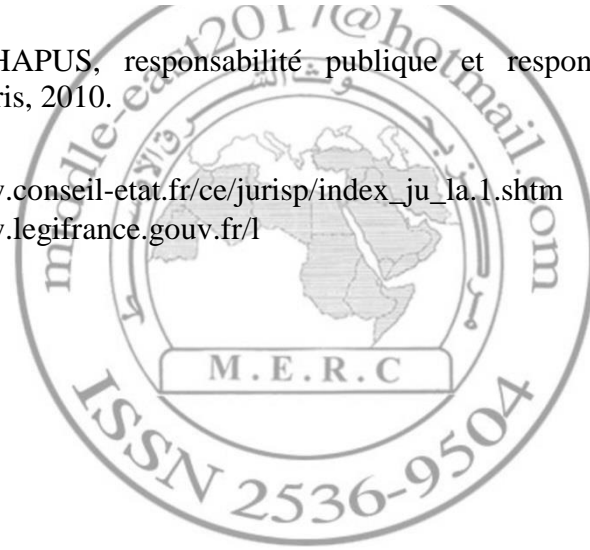 HAPUS, responsabilité publique et respon
ris, 2010.
.conseil-etat.fr/ce/jurisp/index_ju_la.1.shtm
.legifrance.gouv.fr/l
middle-east2017@hotmail.com
M.E.R.C
ISSN 2536-9504